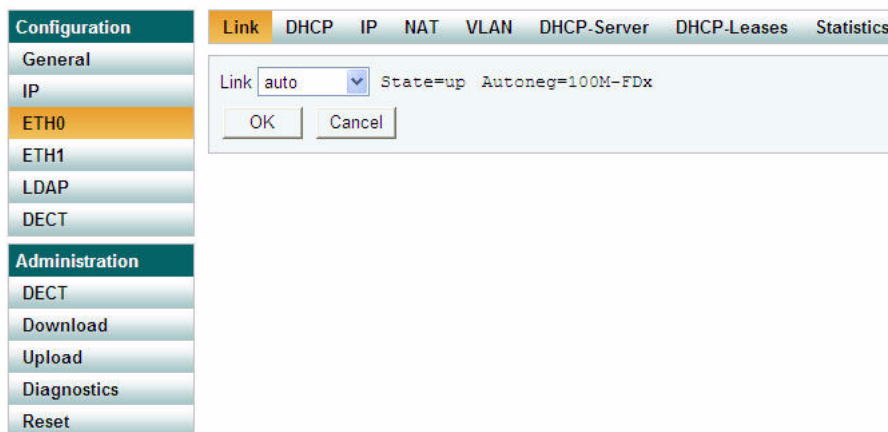 Configuration
General
IP
ETH0
ETH1
LDAP
DECT
Administration
DECT
Download
Upload
Diagnostics
Reset
Link DHCP IP NAT VLAN DHCP-Server DHCP-Leases Statistics
Link auto State=up Autoneg=100M-FDx
OK Cancel